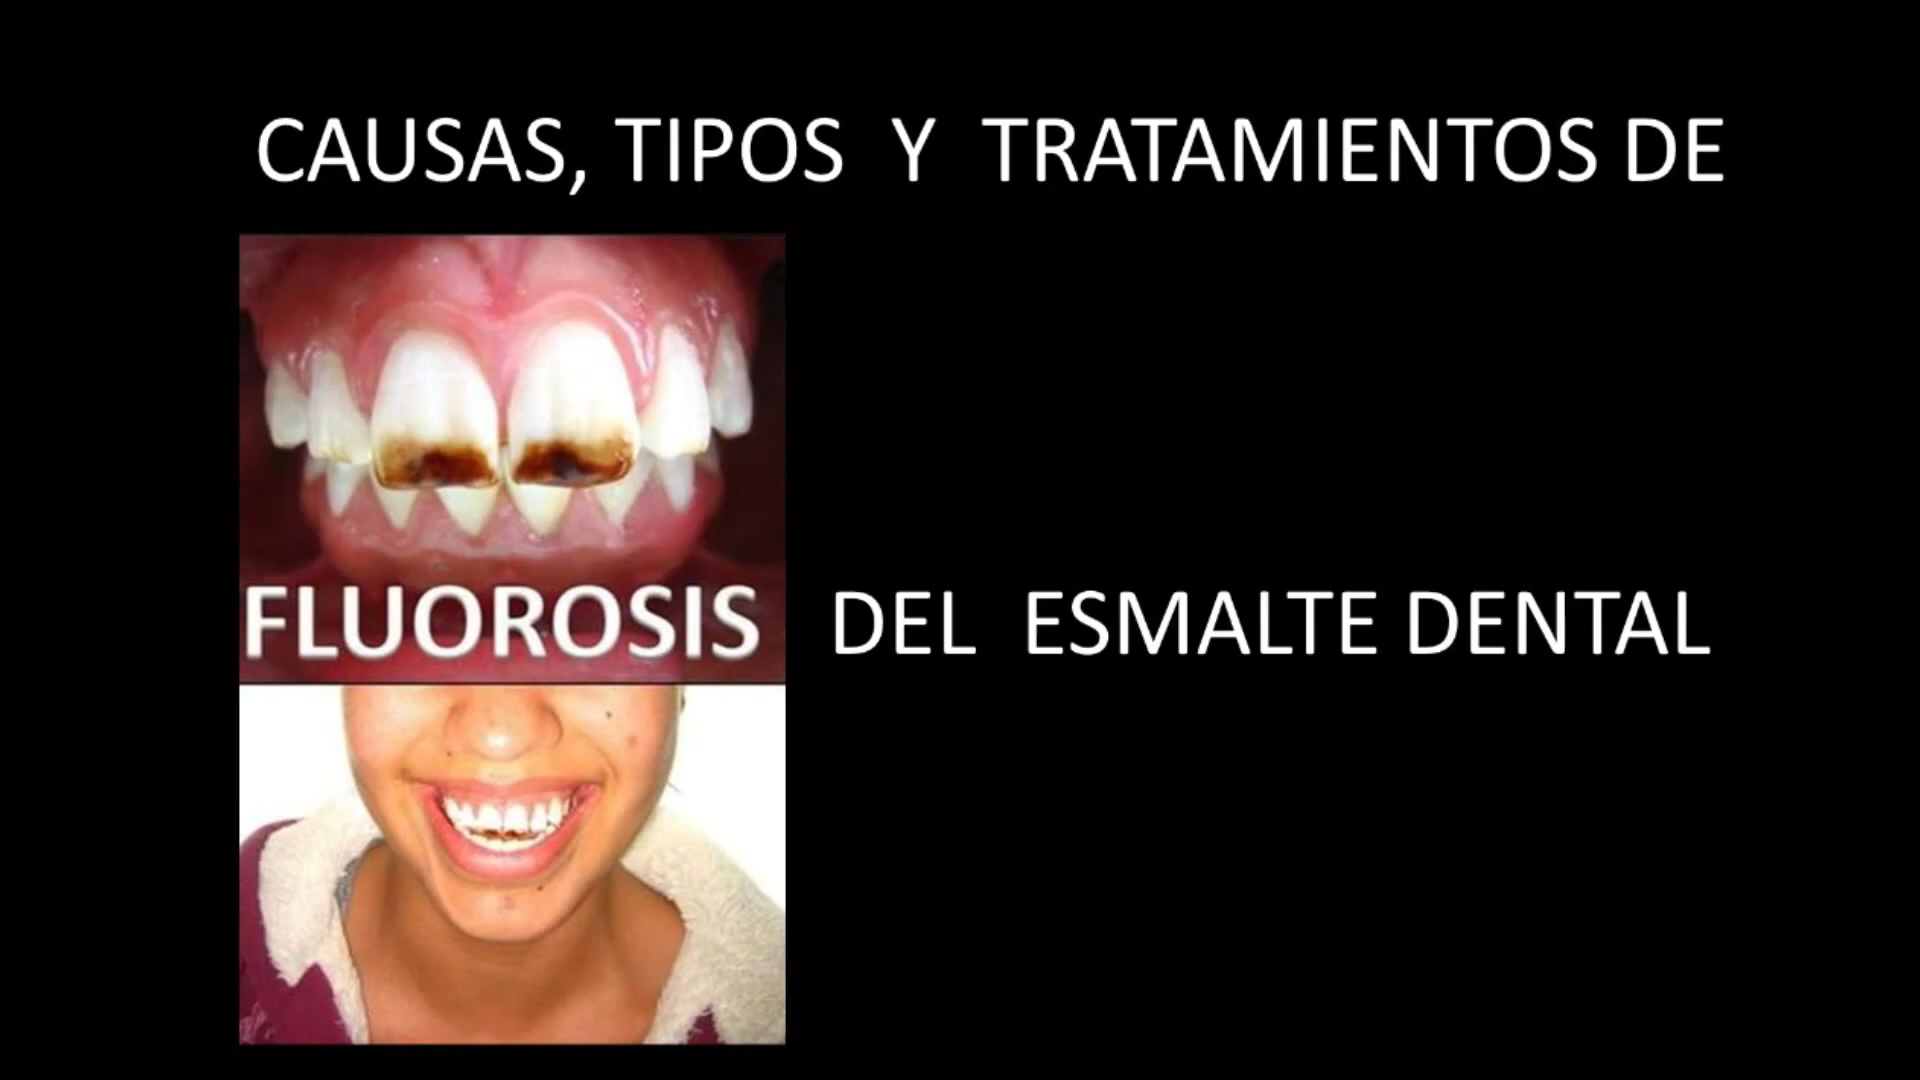 CAUSAS, TIPOS Y TRATAMIENTOS DE
FLUOROSIS DEL ESMALTE DENTAL